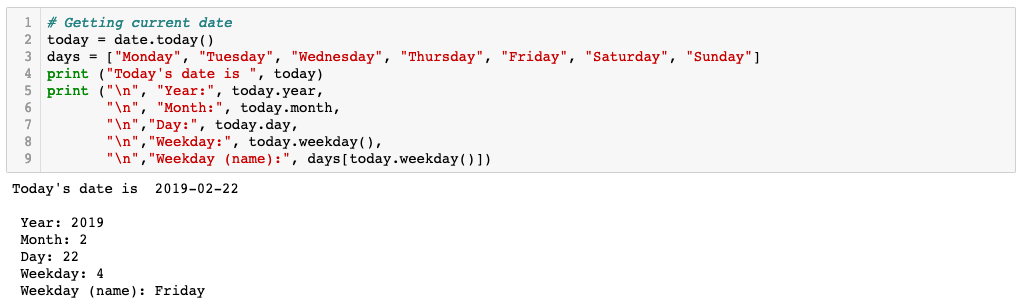 1 # Getting current date
2 today = date.today()
3 days = ["Monday", "Tuesday", "Wednesday", "Thursday", "Friday", "Saturday", "Sunday"]
4 print ("Today's date is ", today)
5 print ("\n", "Year:", today.year,
6        "\n", "Month:", today.month,
7        "\n","Day:", today.day,
8        "\n","Weekday:", today.weekday(),
9        "\n","Weekday (name):", days[today.weekday()])
Today's date is  2019-02-22
Year: 2019
Month: 2
Day: 22
Weekday: 4
Weekday (name): Friday